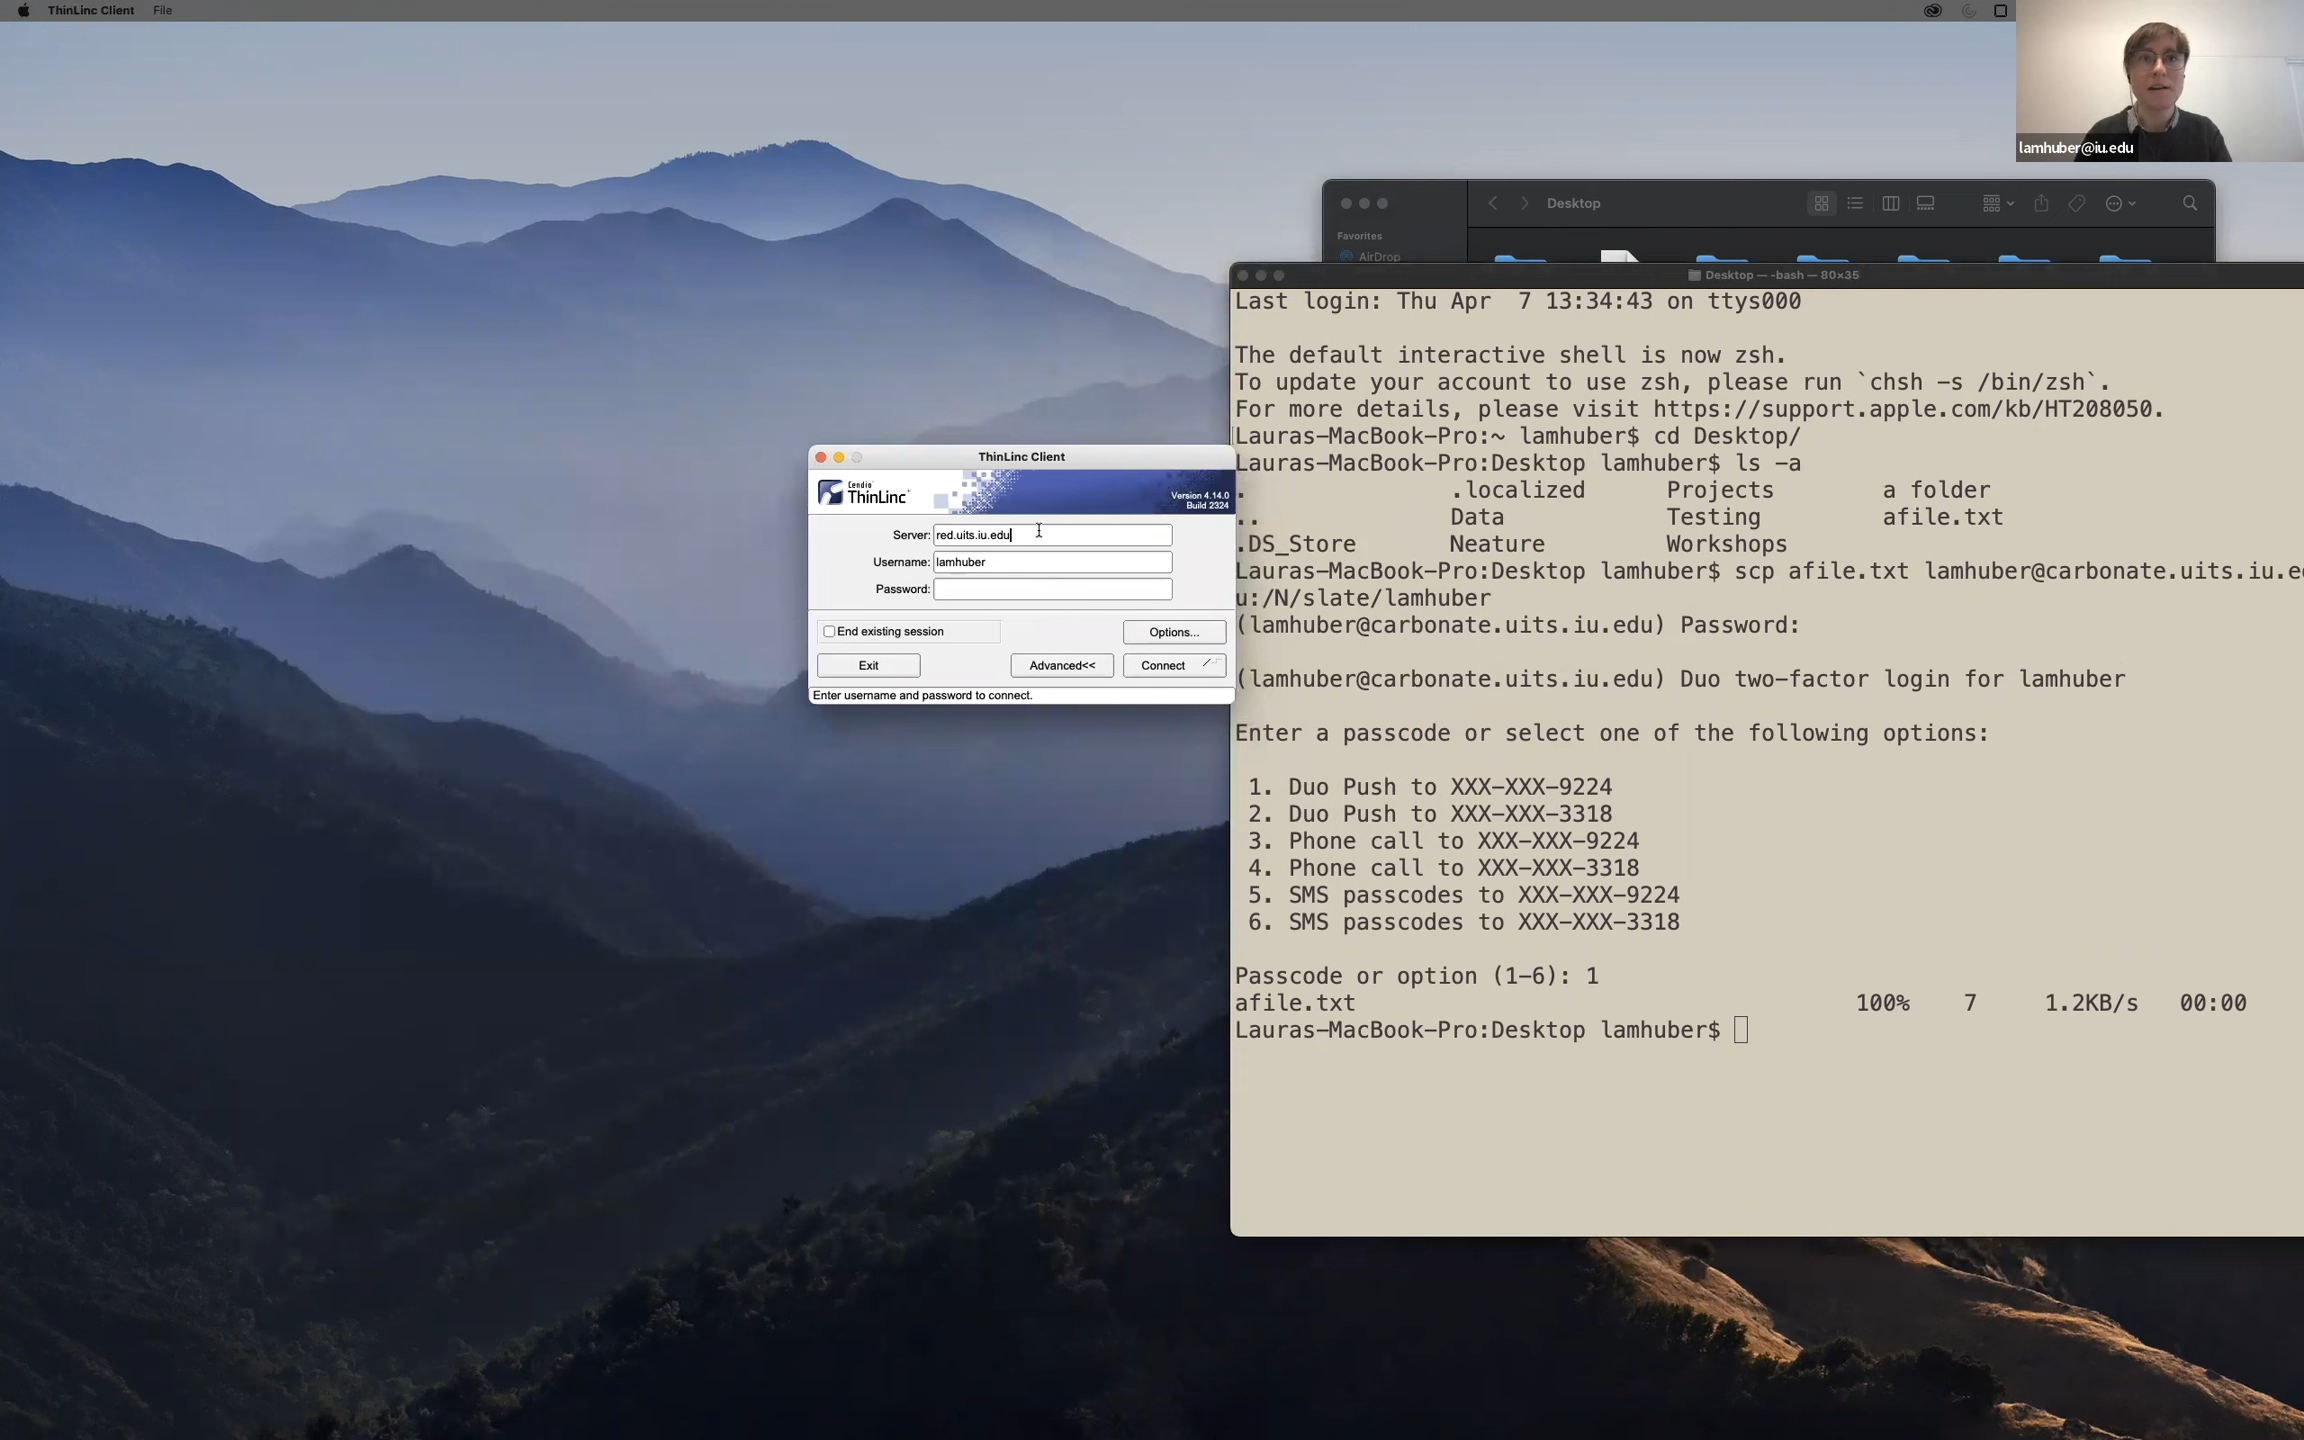 ThinLinc Client File
lamhuber@iu.edu
Desktop
Favorites
AirDrop
Desktop — -bash — 80×35
Last login: Thu Apr  7 13:34:43 on ttys000
The default interactive shell is now zsh.
To update your account to use zsh, please run `chsh -s /bin/zsh`.
For more details, please visit https://support.apple.com/kb/HT208050.
Lauras-MacBook-Pro:~ lamhuber$ cd Desktop/
Lauras-MacBook-Pro:Desktop lamhuber$ ls -a
. .localized Projects a folder
.. Data Testing afile.txt
.DS_Store Neature Workshops
Lauras-MacBook-Pro:Desktop lamhuber$ scp afile.txt lamhuber@carbonate.uits.iu.ed
u:/N/slate/lamhuber
(lamhuber@carbonate.uits.iu.edu) Password:
(lamhuber@carbonate.uits.iu.edu) Duo two-factor login for lamhuber
Enter a passcode or select one of the following options:
1. Duo Push to XXX-XXX-9224
2. Duo Push to XXX-XXX-3318
3. Phone call to XXX-XXX-9224
4. Phone call to XXX-XXX-3318
5. SMS passcodes to XXX-XXX-9224
6. SMS passcodes to XXX-XXX-3318
Passcode or option (1-6): 1
afile.txt 100% 7 1.2KB/s 00:00
Lauras-MacBook-Pro:Desktop lamhuber$
ThinLinc Client
Cendio
ThinLinc
Version 4.14.0
Build 2324
Server: red.uits.iu.edu
Username: lamhuber
Password:
End existing session
Options...
Exit
Advanced<<
Connect
Enter username and password to connect.